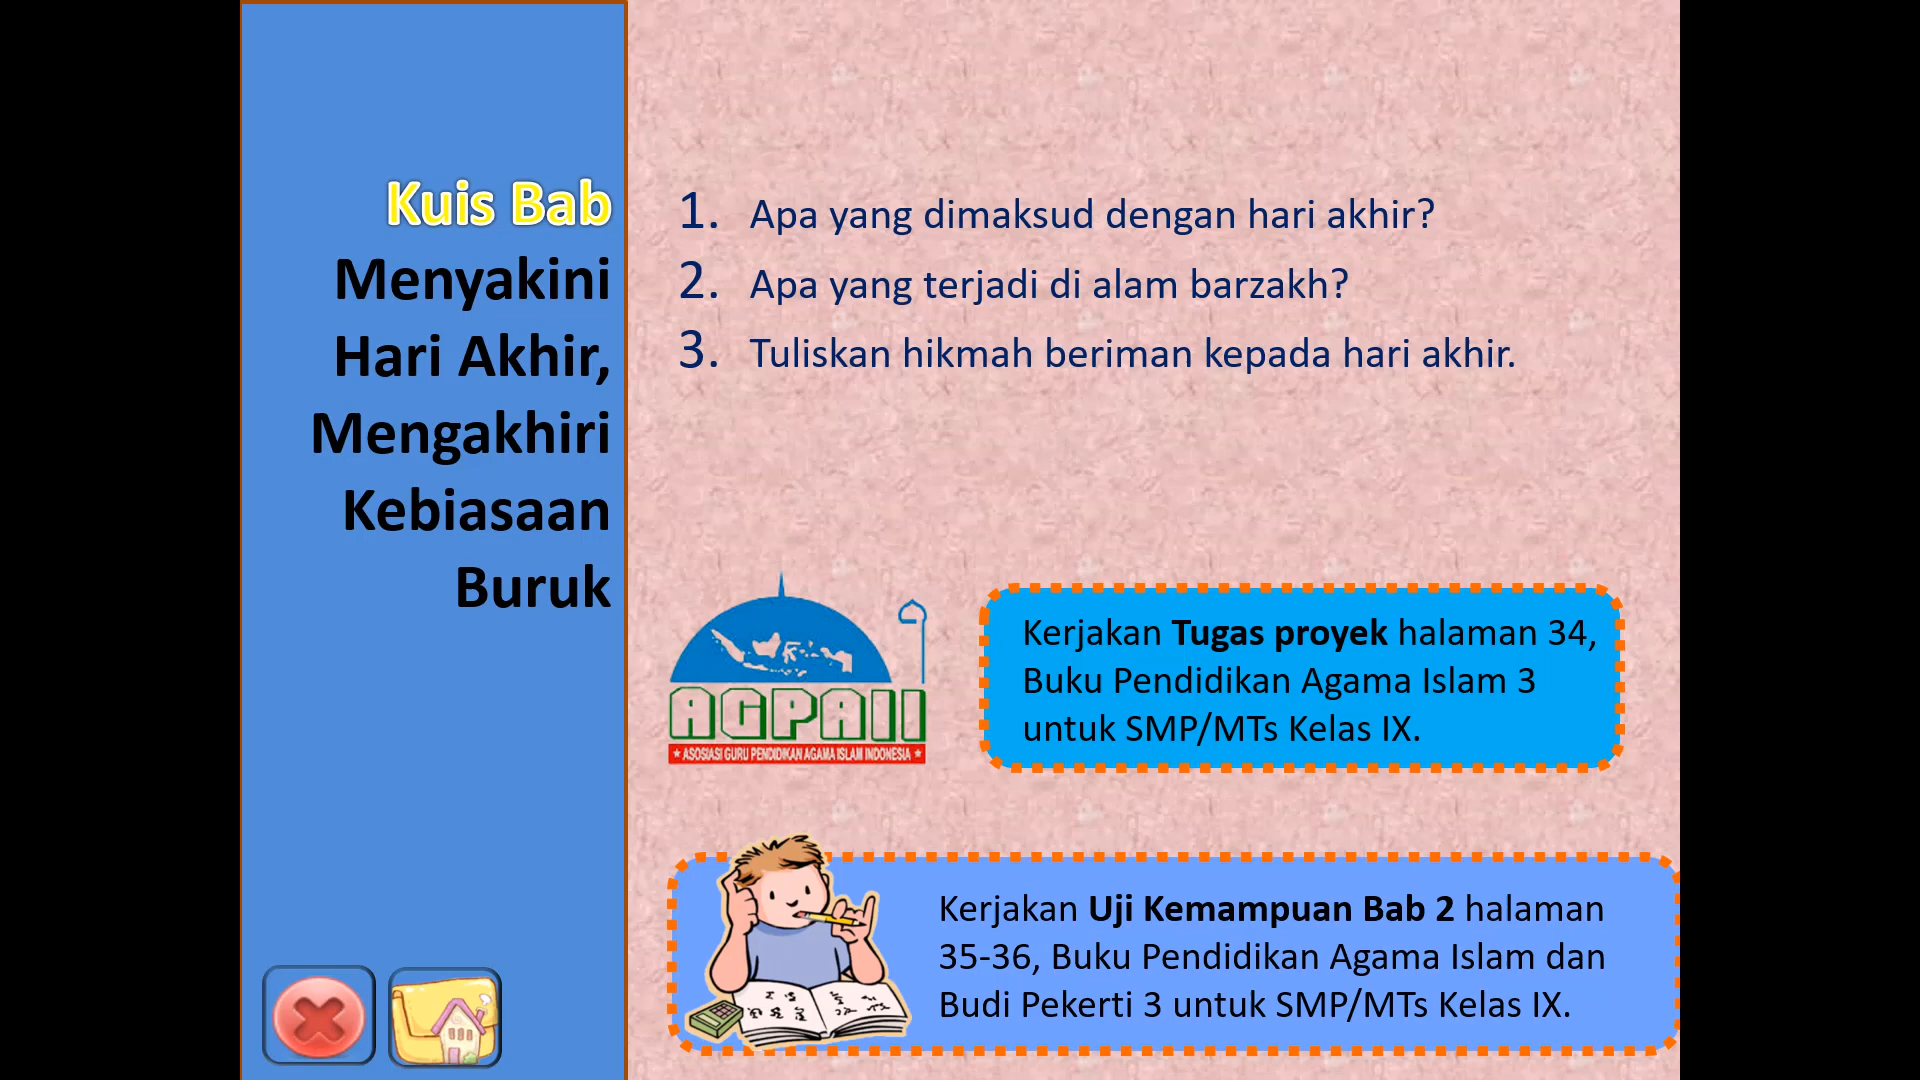 Kuis Bab
Menyakini
Hari Akhir,
Mengakhiri
Kebiasaan
Buruk
1. Apa yang dimaksud dengan hari akhir?
2. Apa yang terjadi di alam barzakh?
3. Tuliskan hikmah beriman kepada hari akhir.
AGPAII
ASOSIASI GURU PENDIDIKAN AGAMA ISLAM INDONESIA
Kerjakan Tugas proyek halaman 34,
Buku Pendidikan Agama Islam 3
untuk SMP/MTs Kelas IX.
Kerjakan Uji Kemampuan Bab 2 halaman
35-36, Buku Pendidikan Agama Islam dan
Budi Pekerti 3 untuk SMP/MTs Kelas IX.